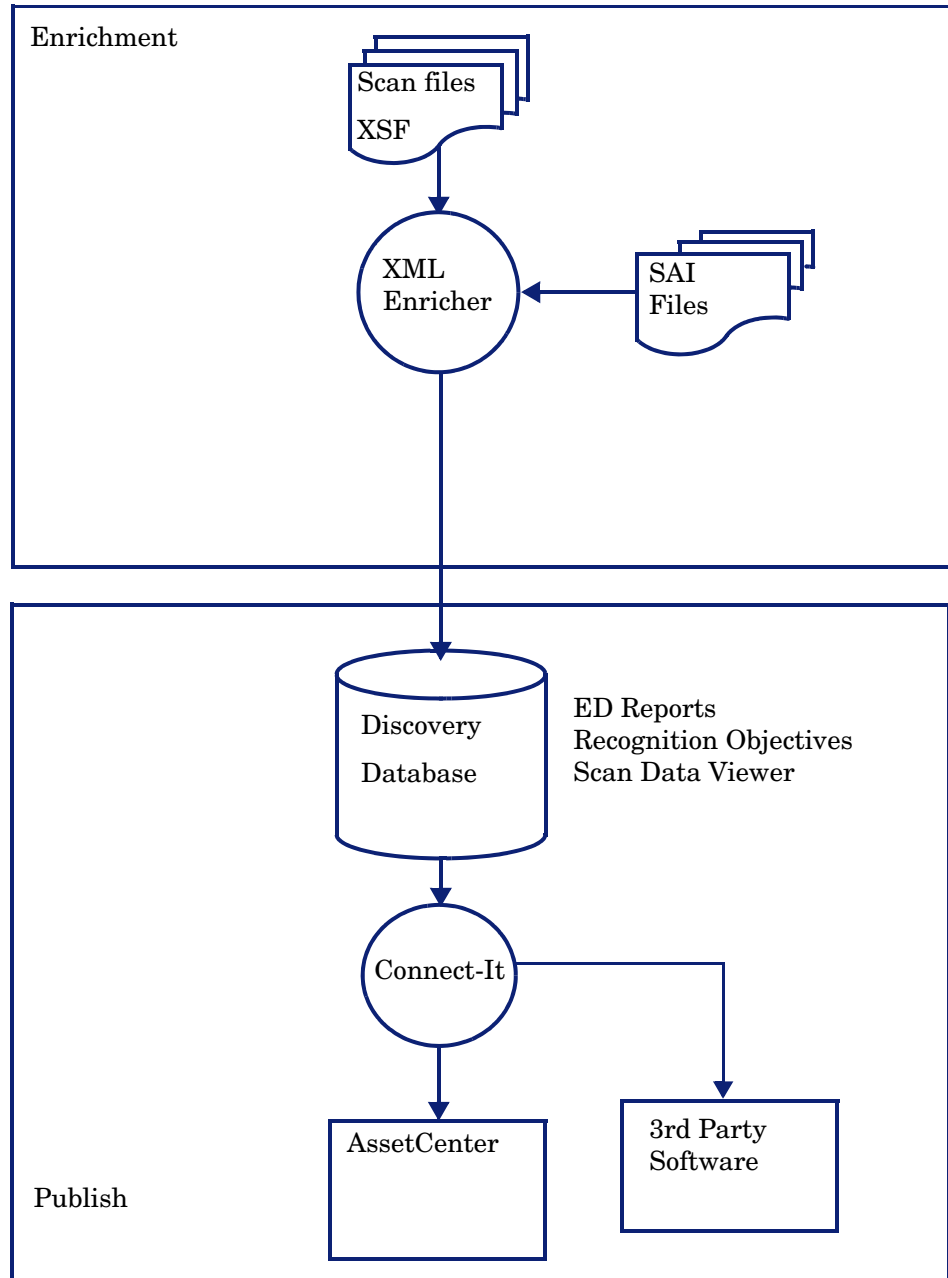 Enrichment
Scan files
XSF
XML
Enricher
SAI
Files
Discovery
Database
ED Reports
Recognition Objectives
Scan Data Viewer
Connect-It
AssetCenter
3rd Party
Software
Publish